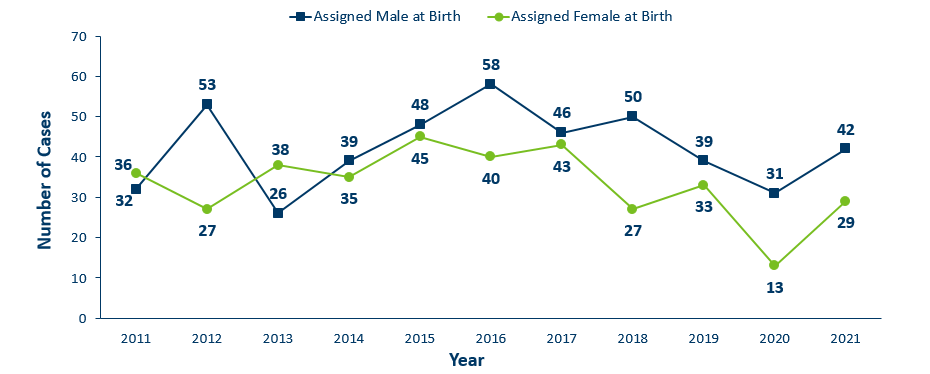 Assigned Male at Birth Assigned Female at Birth
70
60
50
40
30
20
10
0
Number of Cases
32 53 26 39 48 58 46 50 39 31 42
36 27 38 35 45 40 43 27 33 13 29
2011 2012 2013 2014 2015 2016 2017 2018 2019 2020 2021
Year